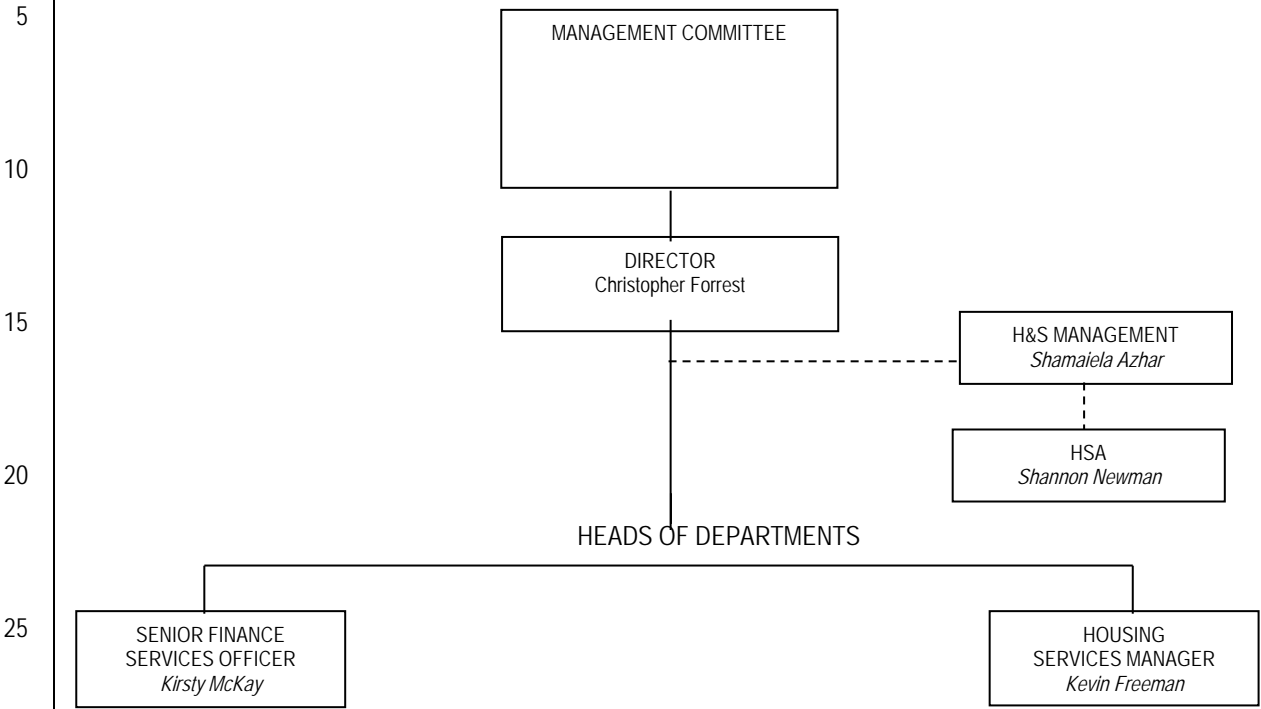 5
MANAGEMENT COMMITTEE
10
DIRECTOR
Christopher Forrest
15
H&S MANAGEMENT
Shamaiela Azhar
HSA
Shannon Newman
20
HEADS OF DEPARTMENTS
25
SENIOR FINANCE
SERVICES OFFICER
Kirsty McKay
HOUSING
SERVICES MANAGER
Kevin Freeman